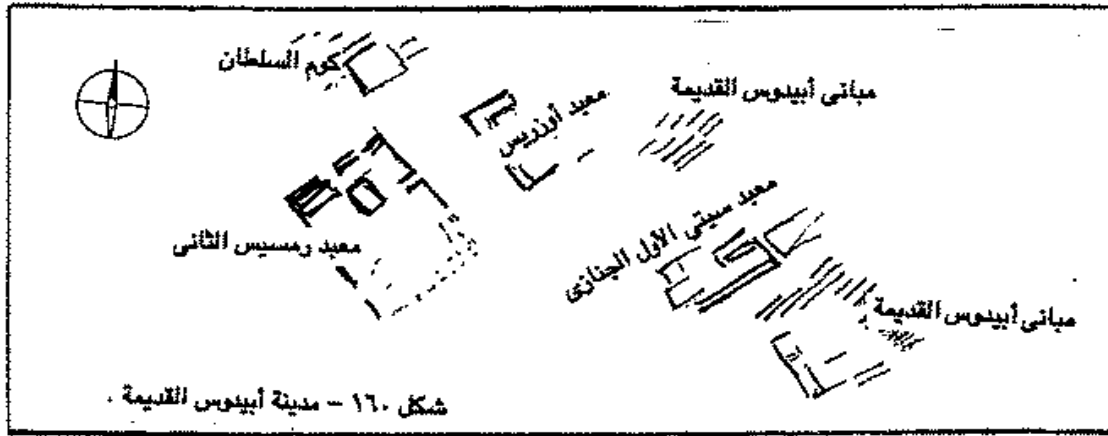 كوم السلطان
مبانى أبيدوس القديمة
معبد أوزريس
معبد سيتى الأول الجنازى
معبد رمسيس الثانى
مبانى أبيدوس القديمة
شكل ١٦٠ – مدينة أبيدوس القديمة .